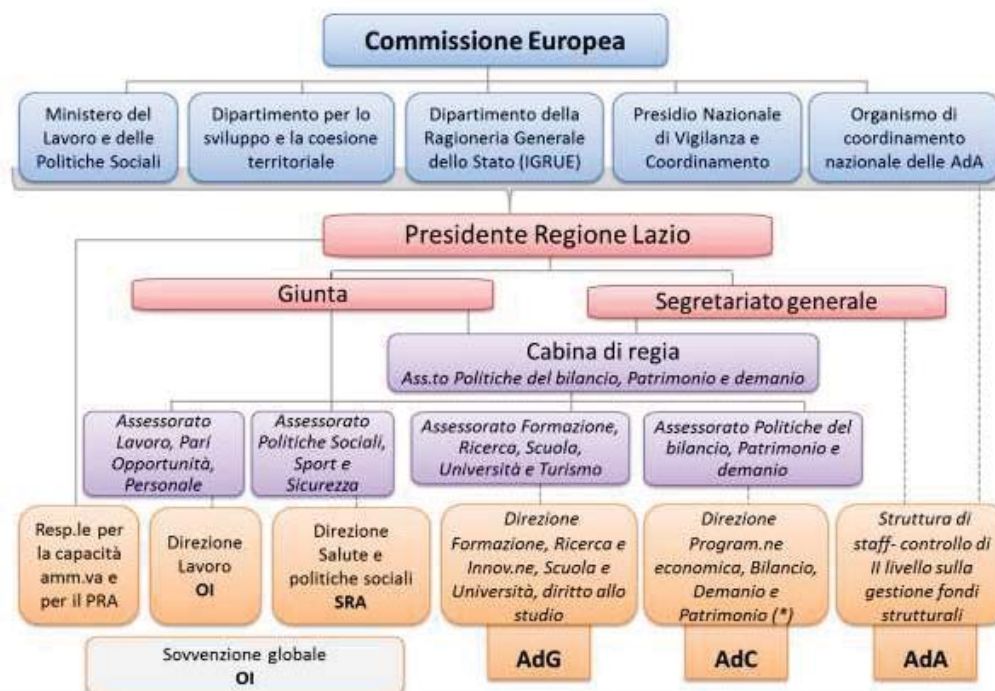 Commissione Europea
Ministero del
Lavoro e delle
Politiche Sociali
Dipartimento per lo
sviluppo e la coesione
territoriale
Dipartimento della
Ragioneria Generale
dello Stato (IGRUE)
Presidio Nazionale
di Vigilanza e
Coordinamento
Organismo di
coordinamento
nazionale delle AdA
Presidente Regione Lazio
Giunta
Segretariato generale
Cabina di regia
Ass.to Politiche del bilancio, Patrimonio e demanio
Assessorato
Lavoro, Pari
Opportunità,
Personale
Assessorato
Politiche Sociali,
Sport e
Sicurezza
Assessorato Formazione,
Ricerca, Scuola,
Università e Turismo
Assessorato Politiche del
bilancio, Patrimonio e
demanio
Resp.le per
la capacità
amm.va e
per il PRA
Direzione
Lavoro
OI
Direzione
Salute e
politiche sociali
SRA
Direzione
Formazione, Ricerca e
Innov.ne, Scuola e
Università, diritto allo
studio
Direzione
Program.ne
economica, Bilancio,
Demanio e
Patrimonio (*)
Struttura di
staff- controllo di
II livello sulla
gestione fondi
strutturali
Sovvenzione globale
OI
AdG
AdC
AdA